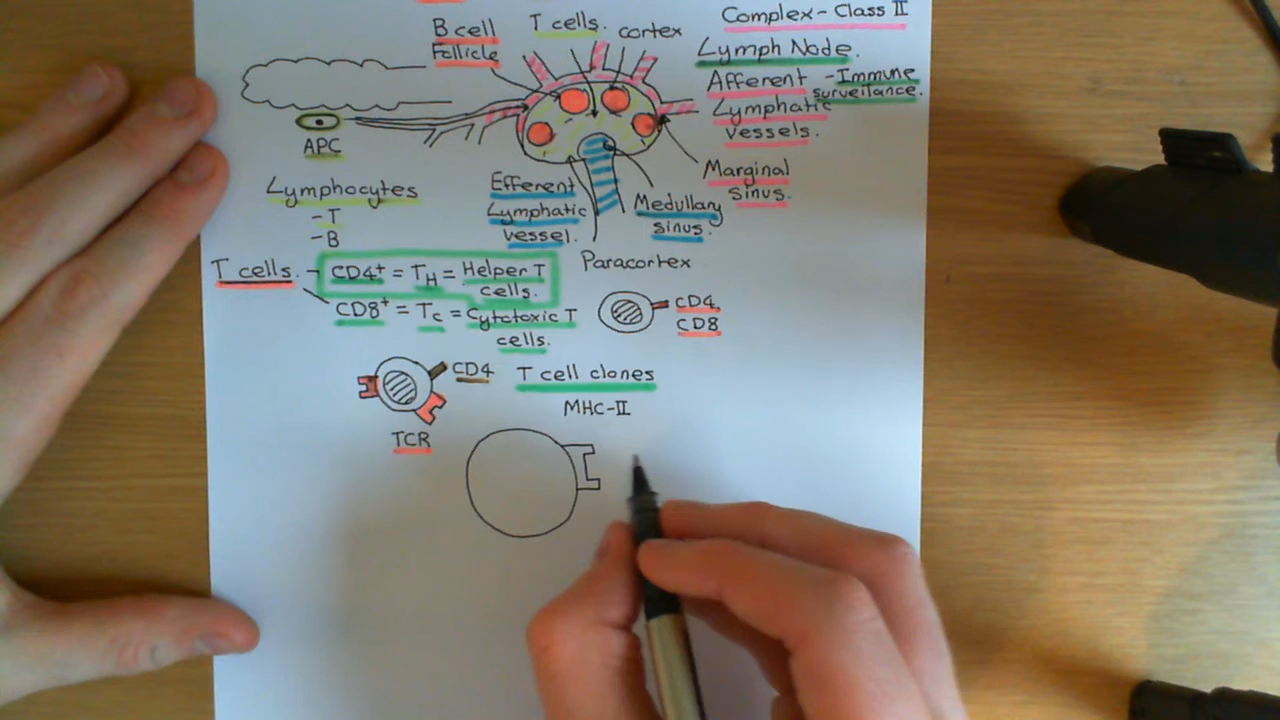 Complex - Class II
B cell
Follicle
T cells.
cortex
Lymph Node.
Afferent
Lymphatic
vessels.
- Immune
surveilance.
APC
Marginal
sinus.
Lymphocytes
- T
- B
Efferent
Lymphatic
vessel.
Medullary
sinus.
Paracortex
T cells. - CD4+ = TH = Helper T
cells.
CD8+ = Tc = Cytotoxic T
cells.
CD4
CD8
CD4
T cell clones
MHC-II
TCR